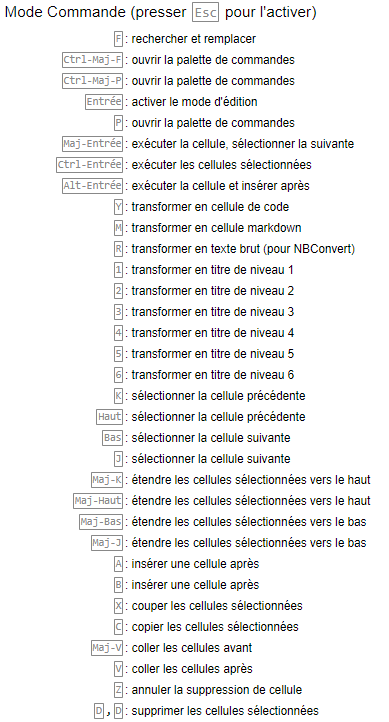 Mode Commande (presser Esc pour l'activer)
F : rechercher et remplacer
Ctrl-Maj-F : ouvrir la palette de commandes
Ctrl-Maj-P : ouvrir la palette de commandes
Entrée : activer le mode d'édition
P : ouvrir la palette de commandes
Maj-Entrée : exécuter la cellule, sélectionner la suivante
Ctrl-Entrée : exécuter les cellules sélectionnées
Alt-Entrée : exécuter la cellule et insérer après
Y : transformer en cellule de code
M : transformer en cellule markdown
R : transformer en texte brut (pour NBConvert)
1 : transformer en titre de niveau 1
2 : transformer en titre de niveau 2
3 : transformer en titre de niveau 3
4 : transformer en titre de niveau 4
5 : transformer en titre de niveau 5
6 : transformer en titre de niveau 6
K : sélectionner la cellule précédente
Haut : sélectionner la cellule précédente
Bas : sélectionner la cellule suivante
J : sélectionner la cellule suivante
Maj-K : étendre les cellules sélectionnées vers le haut
Maj-Haut : étendre les cellules sélectionnées vers le haut
Maj-Bas : étendre les cellules sélectionnées vers le bas
Maj-J : étendre les cellules sélectionnées vers le bas
A : insérer une cellule après
B : insérer une cellule après
X : couper les cellules sélectionnées
C : copier les cellules sélectionnées
Maj-V : coller les cellules avant
V : coller les cellules après
Z : annuler la suppression de cellule
D , D : supprimer les cellules sélectionnées